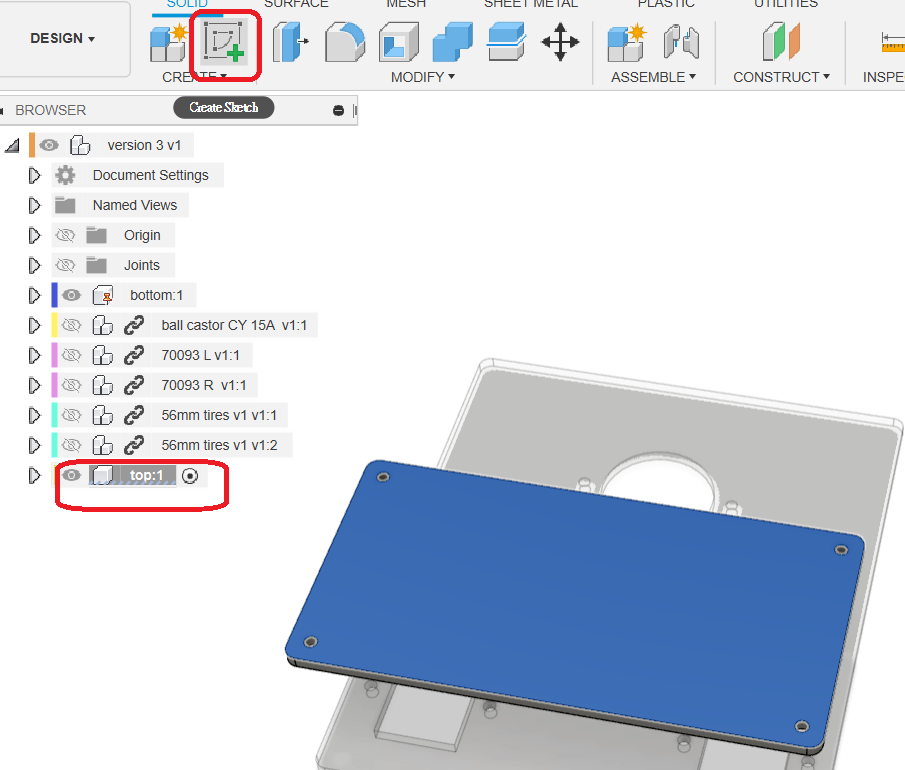 SOLID SURFACE MESH SHEET METAL PLASTIC UTILITIES
DESIGN
CREATE MODIFY ASSEMBLE CONSTRUCT INSPE
BROWSER
Create Sketch
version 3 v1
Document Settings
Named Views
Origin
Joints
bottom:1
ball castor CY 15A v1:1
70093 L v1:1
70093 R v1:1
56mm tires v1 v1:1
56mm tires v1 v1:2
top:1